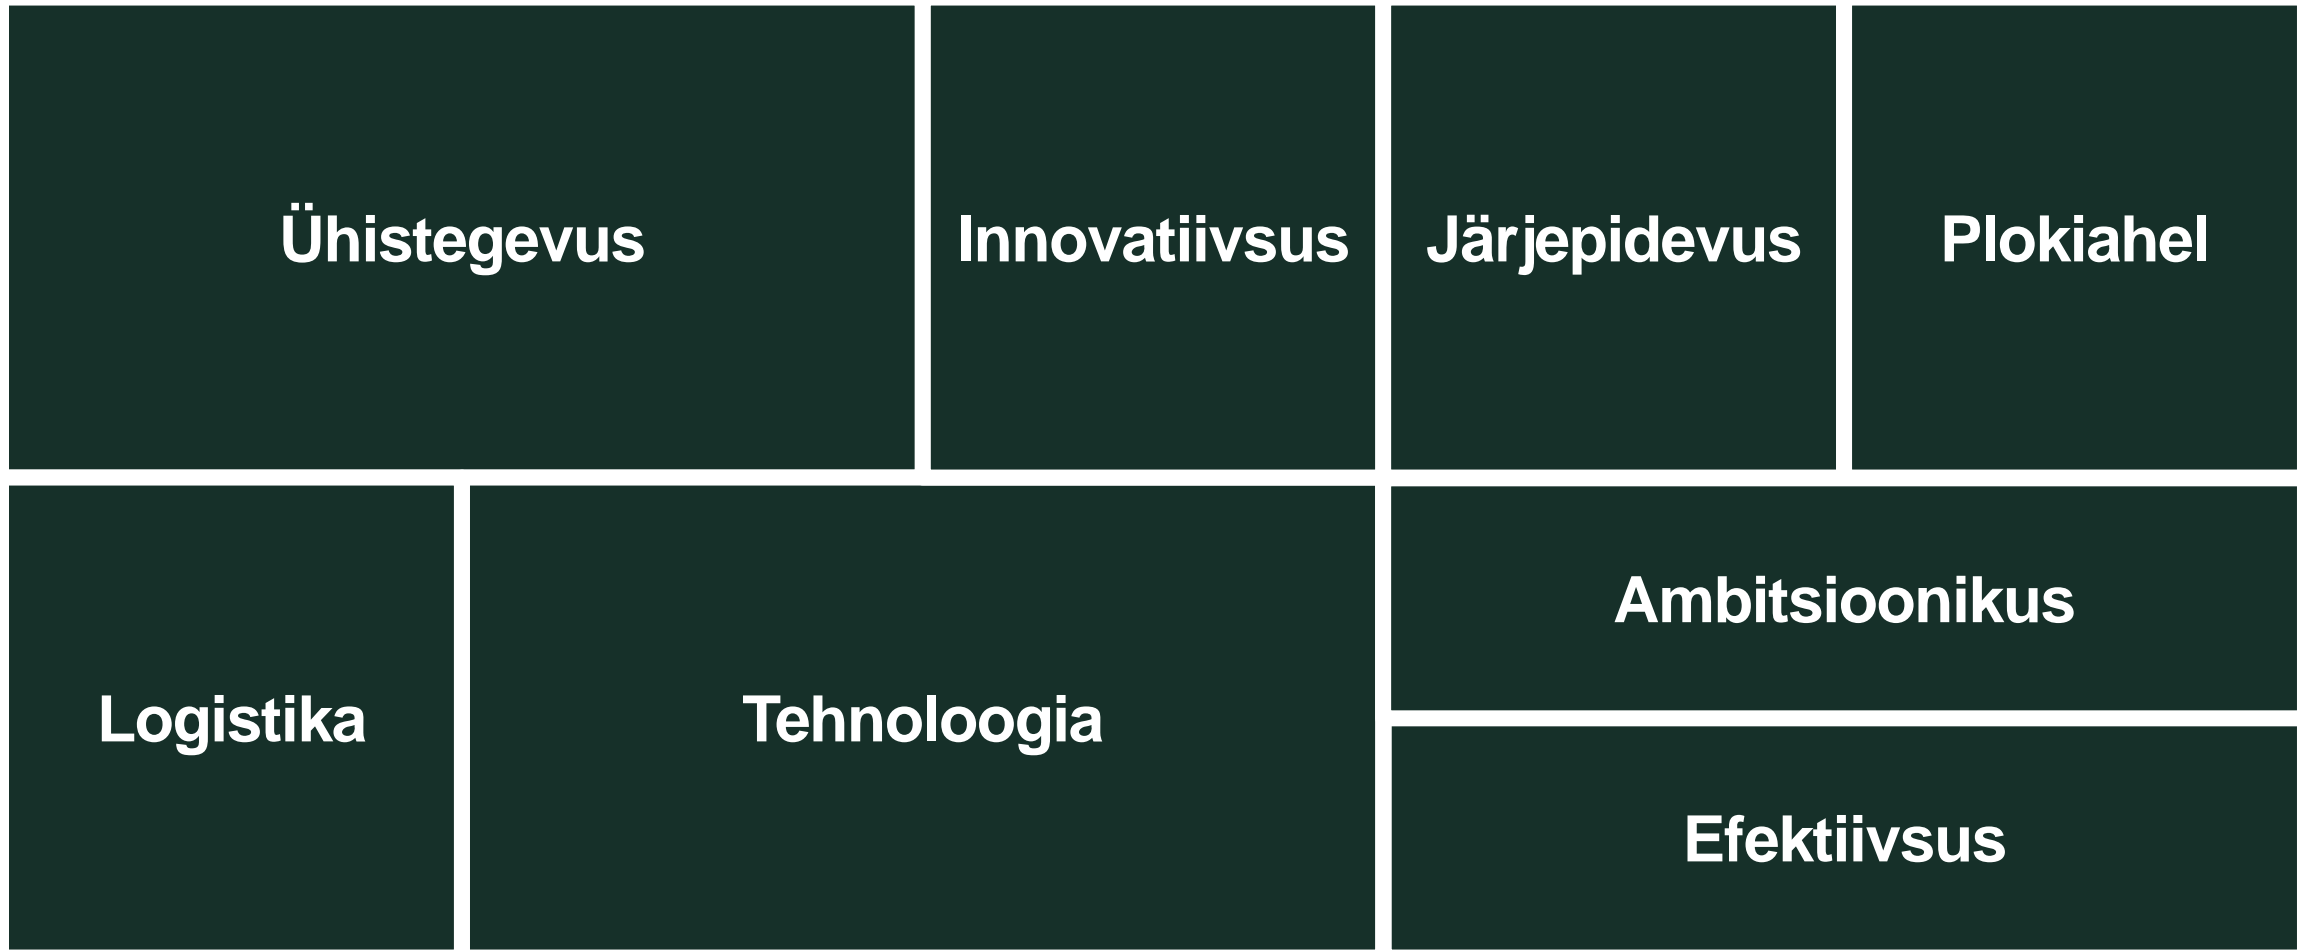 Ühistegevus
Innovatiivsus
Järjepidevus
Plokiahel
Logistika
Tehnoloogia
Ambitsioonikus
Efektiivsus